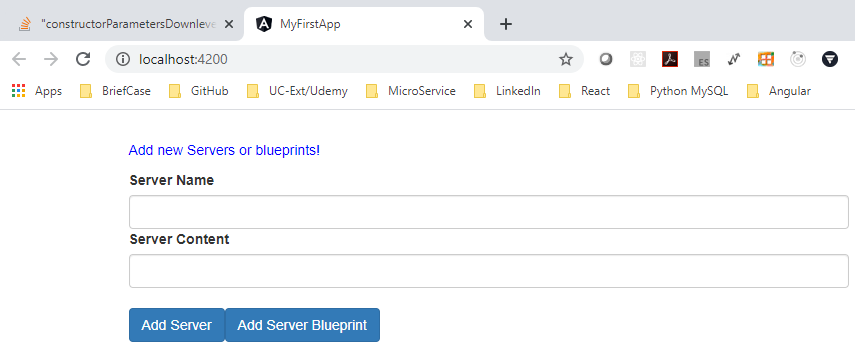 "constructorParametersDownleve
MyFirstApp
localhost:4200
ES
Apps BriefCase GitHub UC-Ext/Udemy MicroService LinkedIn React Python MySQL Angular
Add new Servers or blueprints!
Server Name
Server Content
Add Server Add Server Blueprint